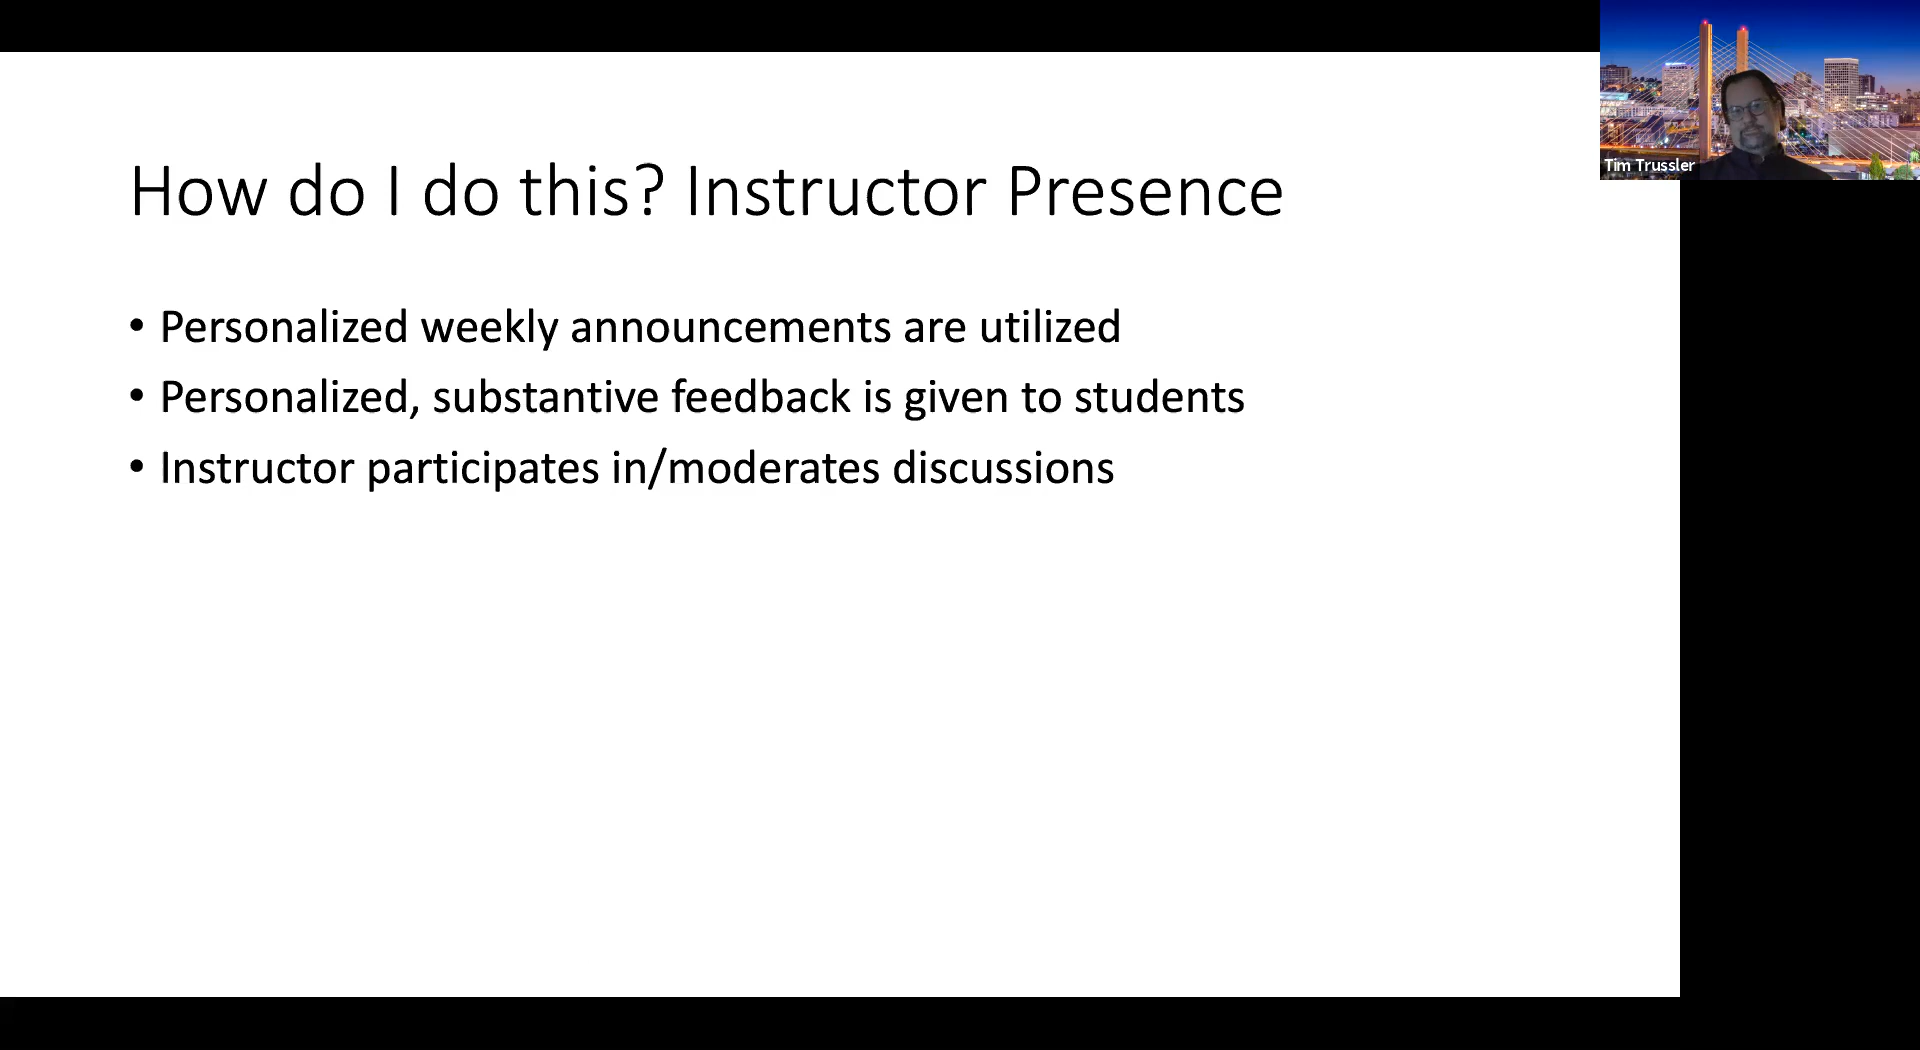 How do I do this? Instructor Presence
• Personalized weekly announcements are utilized
• Personalized, substantive feedback is given to students
• Instructor participates in/moderates discussions
Tim Trussler